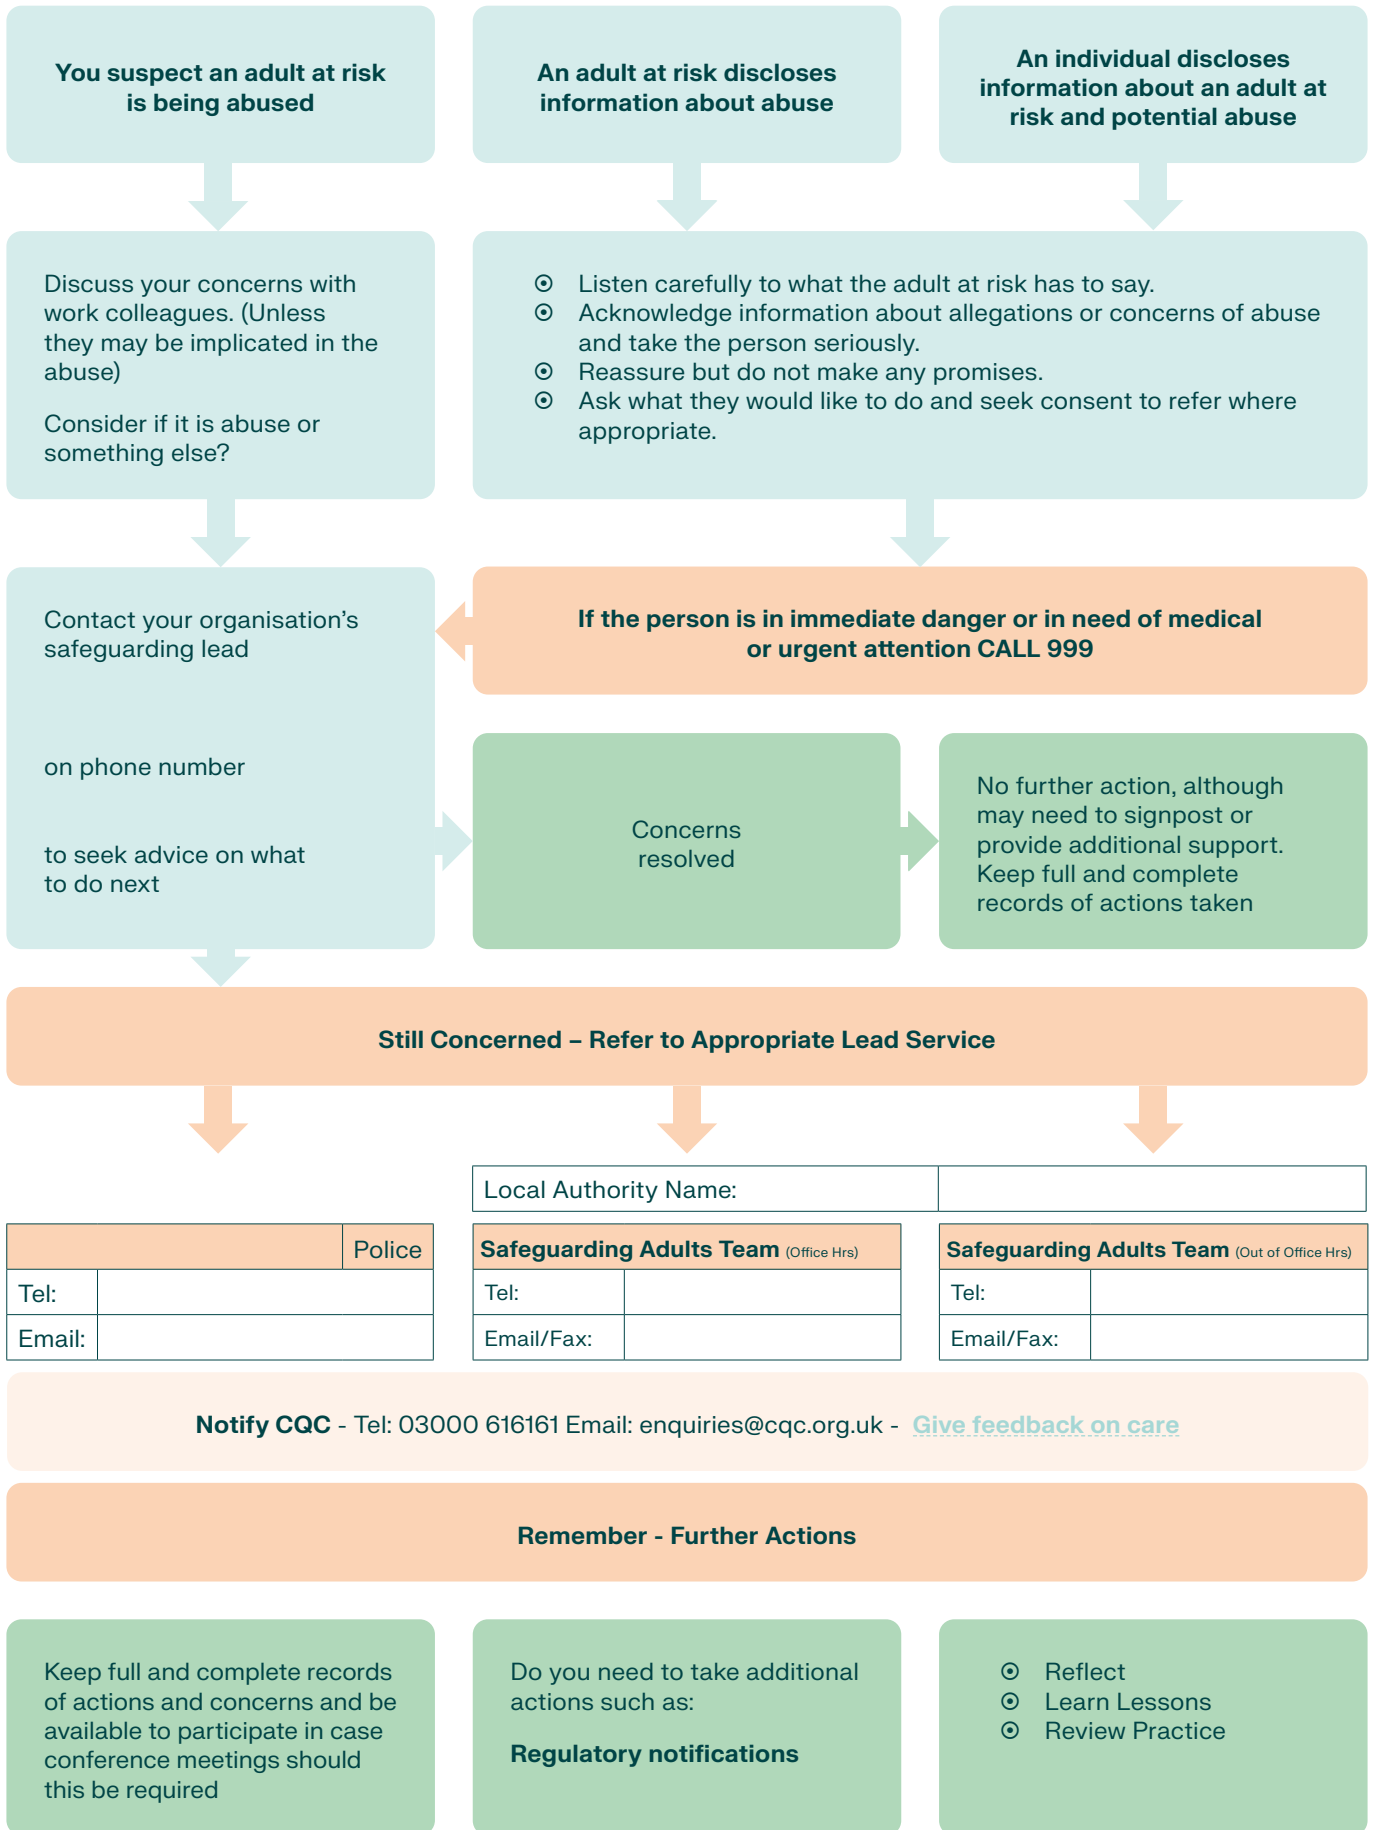 You suspect an adult at risk
is being abused
An adult at risk discloses
information about abuse
An individual discloses
information about an adult at
risk and potential abuse
Discuss your concerns with
work colleagues. (Unless
they may be implicated in the
abuse)
Consider if it is abuse or
something else?
Listen carefully to what the adult at risk has to say.
Acknowledge information about allegations or concerns of abuse
and take the person seriously.
Reassure but do not make any promises.
Ask what they would like to do and seek consent to refer where
appropriate.
Contact your organisation's
safeguarding lead
on phone number
to seek advice on what
to do next
If the person is in immediate danger or in need of medical
or urgent attention CALL 999
Concerns
resolved
No further action, although
may need to signpost or
provide additional support.
Keep full and complete
records of actions taken
Still Concerned – Refer to Appropriate Lead Service
Local Authority Name:
Police
Tel:
Email:
Safeguarding Adults Team (Office Hrs)
Tel:
Email/Fax:
Safeguarding Adults Team (Out of Office Hrs)
Tel:
Email/Fax:
Notify CQC - Tel: 03000 616161 Email: enquiries@cqc.org.uk - Give feedback on care
Remember - Further Actions
Keep full and complete records
of actions and concerns and be
available to participate in case
conference meetings should
this be required
Do you need to take additional
actions such as:
Regulatory notifications
Reflect
Learn Lessons
Review Practice